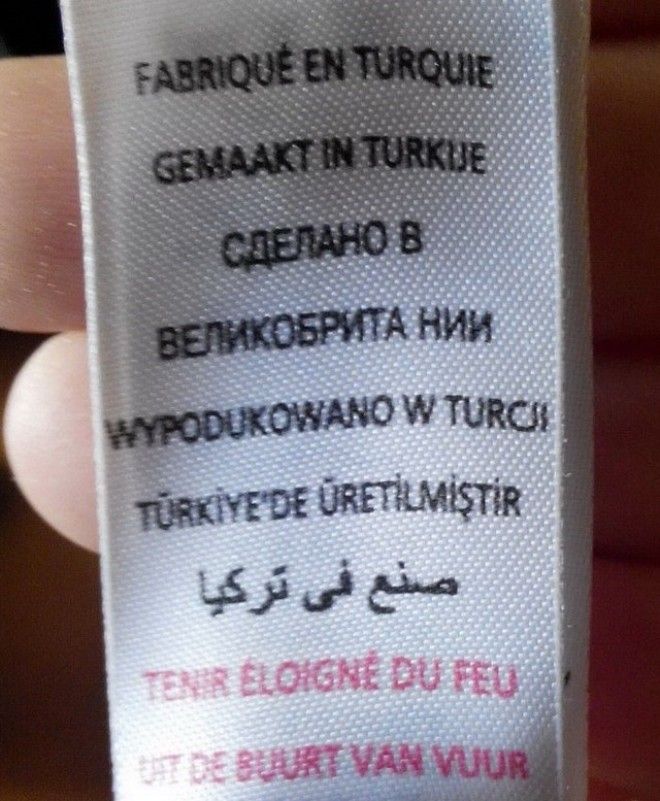 FABRIQUÉ EN TURQUIE
GEMAAKT IN TURKIJE
СДЕЛАНО В
ВЕЛИКОБРИТА НИИ
WYPODUKOWANO W TURCJI
TÜRKİYE'DE ÜRETİLMİŞTİR
صنع فى تركيا
TENIR ÉLOIGNÉ DU FEU
UIT DE BUURT VAN VUUR